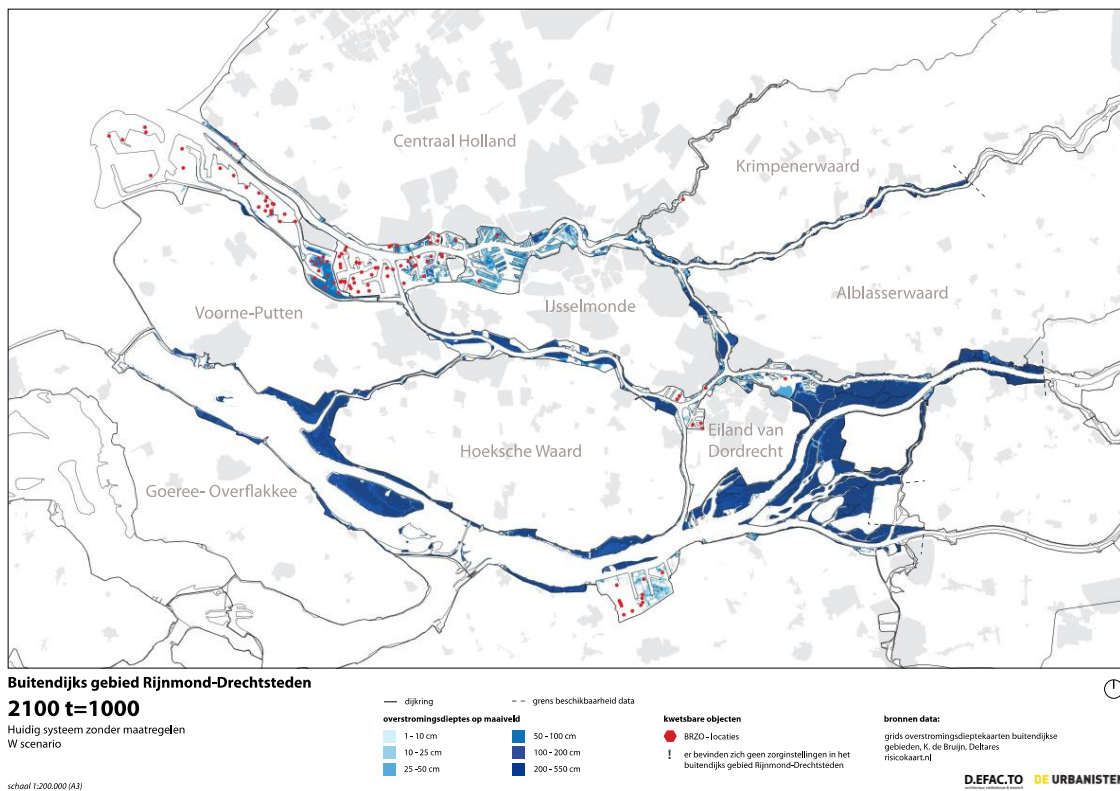 Centraal Holland
Krimpenerwaard
Alblasserwaard
IJsselmonde
Voorne-Putten
Eiland van
Dordrecht
Hoeksche Waard
Goeree- Overflakkee
Buitendijks gebied Rijnmond-Drechtsteden
2100 t=1000
Huidig systeem zonder maatregelen
W scenario
schaal 1:200.000 (A3)
dijkring
grens beschikbaarheid data
overstromingsdieptes op maaiveld
1 - 10 cm
10 - 25 cm
25 -50 cm
50 - 100 cm
100 - 200 cm
200 - 550 cm
kwetsbare objecten
BRZO - locaties
! er bevinden zich geen zorginstellingen in het
buitendijks gebied Rijnmond-Drechtsteden
bronnen data:
grids overstromingsdieptekaarten buitendijkse
gebieden, K. de Bruijn, Deltares
risicokaart.nl
D.EFAC.TO
DE URBANISTEN